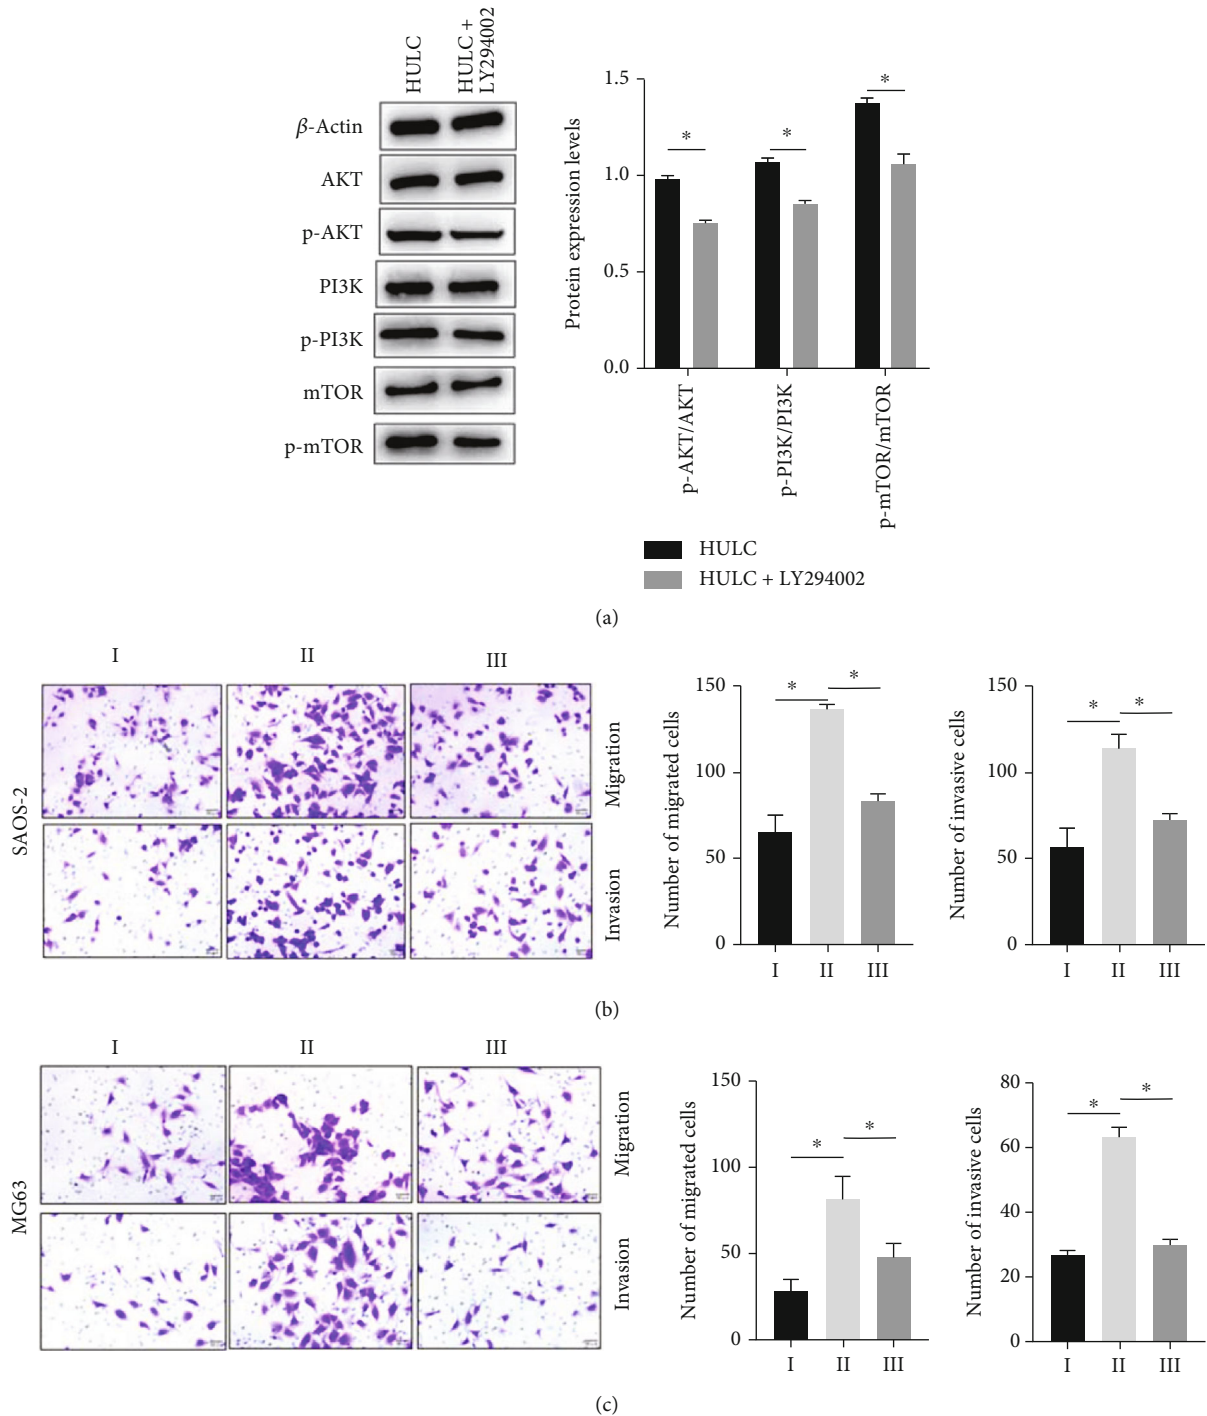 HULC
HULC +
LY294002
β-Actin
AKT
p-AKT
PI3K
p-PI3K
mTOR
p-mTOR
Protein expression levels
1.5
1.0
0.5
0.0
* * *
p-AKT/AKT
p-PI3K/PI3K
p-mTOR/mTOR
HULC
HULC + LY294002
(a)
I II III
SAOS-2
Migration
Invasion
Number of migrated cells
150
100
50
0
* *
I II III
Number of invasive cells
150
100
50
0
* *
I II III
(b)
I II III
MG63
Migration
Invasion
Number of migrated cells
150
100
50
0
* *
I II III
Number of invasive cells
80
60
40
20
0
* *
I II III
(c)